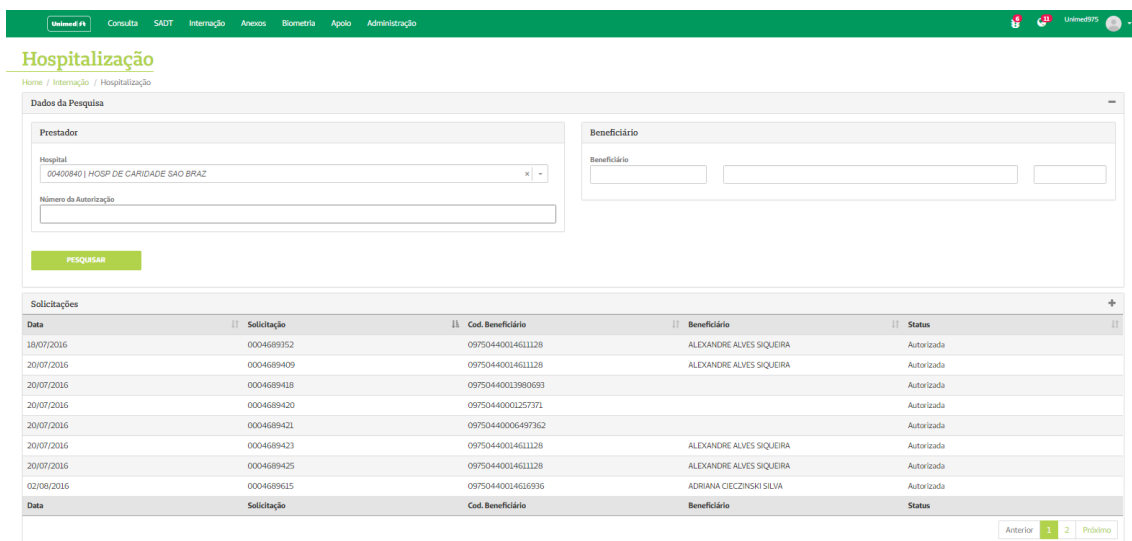 Unimed Consulta SADT Internação Anexos Biometria Apoio Administração 6 11 Unimed975
Hospitalização
Home / Internação / Hospitalização
Dados da Pesquisa
Prestador
Hospital
00400840 | HOSP DE CARIDADE SAO BRAZ
Número da Autorização
Beneficiário
Beneficiário
PESQUISAR
Solicitações
Data Solicitação Cod. Beneficiário Beneficiário Status
18/07/2016 0004689352 09750440014611128 ALEXANDRE ALVES SIQUEIRA Autorizada
20/07/2016 0004689409 09750440014611128 ALEXANDRE ALVES SIQUEIRA Autorizada
20/07/2016 0004689418 09750440013980693 Autorizada
20/07/2016 0004689420 09750440001257371 Autorizada
20/07/2016 0004689421 09750440006497362 Autorizada
20/07/2016 0004689423 09750440014611128 ALEXANDRE ALVES SIQUEIRA Autorizada
20/07/2016 0004689425 09750440014611128 ALEXANDRE ALVES SIQUEIRA Autorizada
02/08/2016 0004689615 09750440014616936 ADRIANA CIECZINSKI SILVA Autorizada
Data Solicitação Cod. Beneficiário Beneficiário Status
Anterior 1 2 Próximo